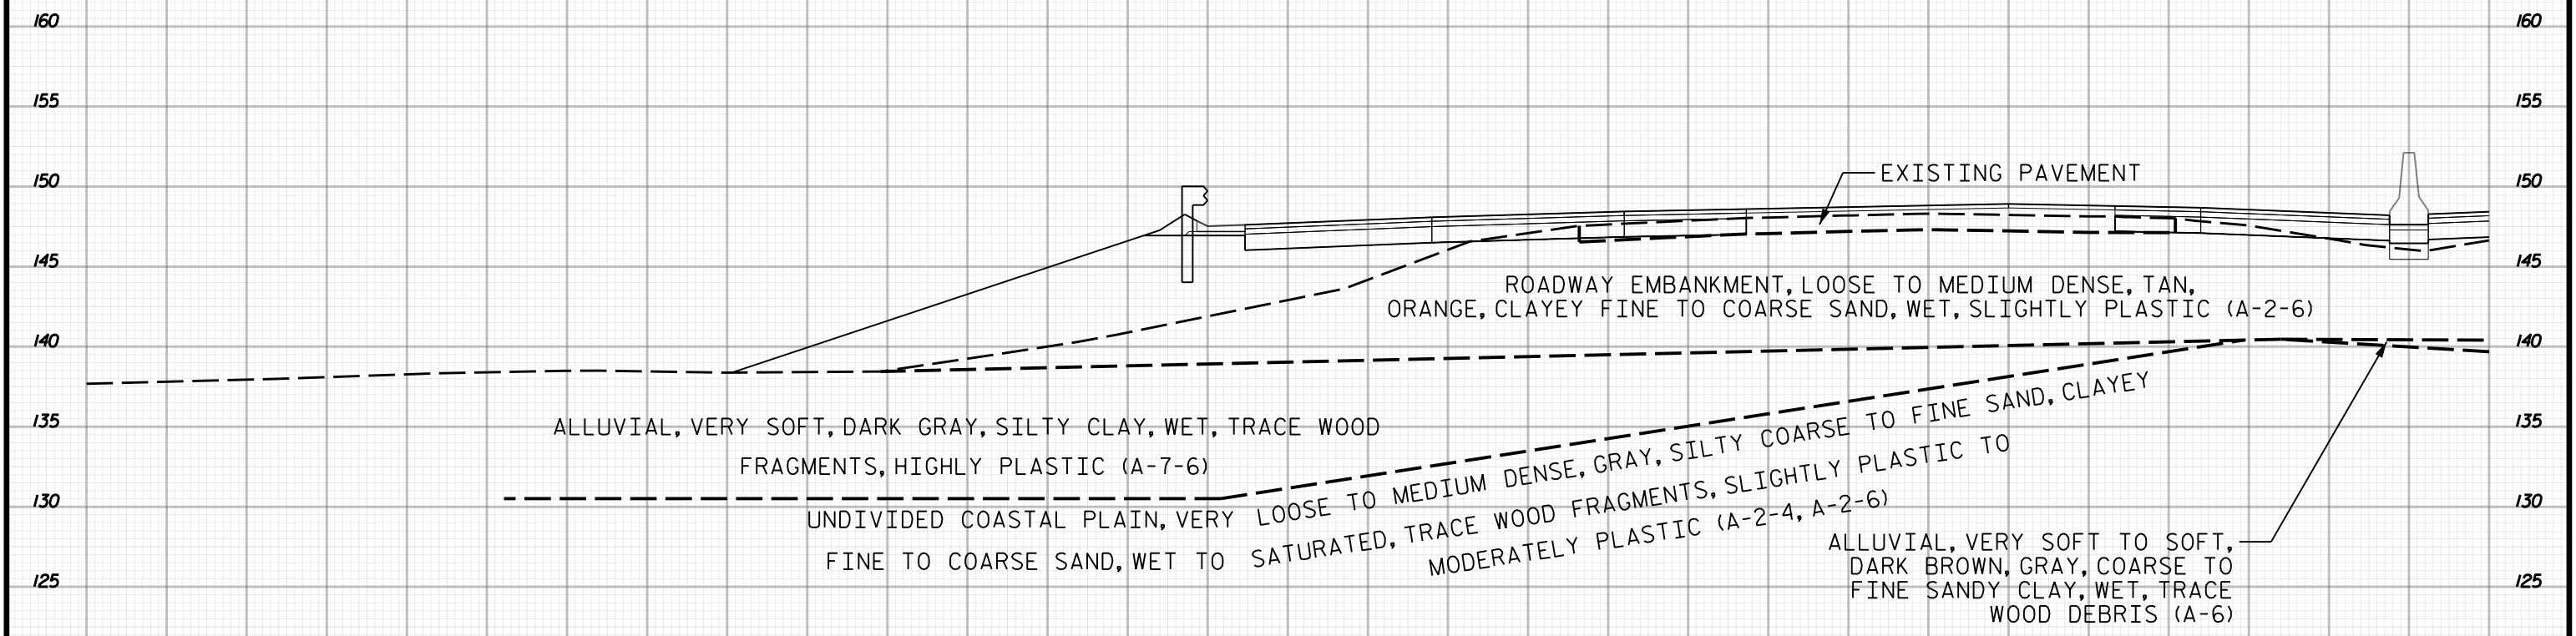 160 160
155 155
EXISTING PAVEMENT
150 150
145 145
ROADWAY EMBANKMENT, LOOSE TO MEDIUM DENSE, TAN,
ORANGE, CLAYEY FINE TO COARSE SAND, WET, SLIGHTLY PLASTIC (A-2-6)
140 140
135 135
ALLUVIAL, VERY SOFT, DARK GRAY, SILTY CLAY, WET, TRACE WOOD
FRAGMENTS, HIGHLY PLASTIC (A-7-6)
130 130
UNDIVIDED COASTAL PLAIN, VERY LOOSE TO MEDIUM DENSE, GRAY, SILTY COARSE TO FINE SAND, CLAYEY
FINE TO COARSE SAND, WET TO SATURATED, TRACE WOOD FRAGMENTS, SLIGHTLY PLASTIC TO
MODERATELY PLASTIC (A-2-4, A-2-6)
125 125
ALLUVIAL, VERY SOFT TO SOFT,
DARK BROWN, GRAY, COARSE TO
FINE SANDY CLAY, WET, TRACE
WOOD DEBRIS (A-6)